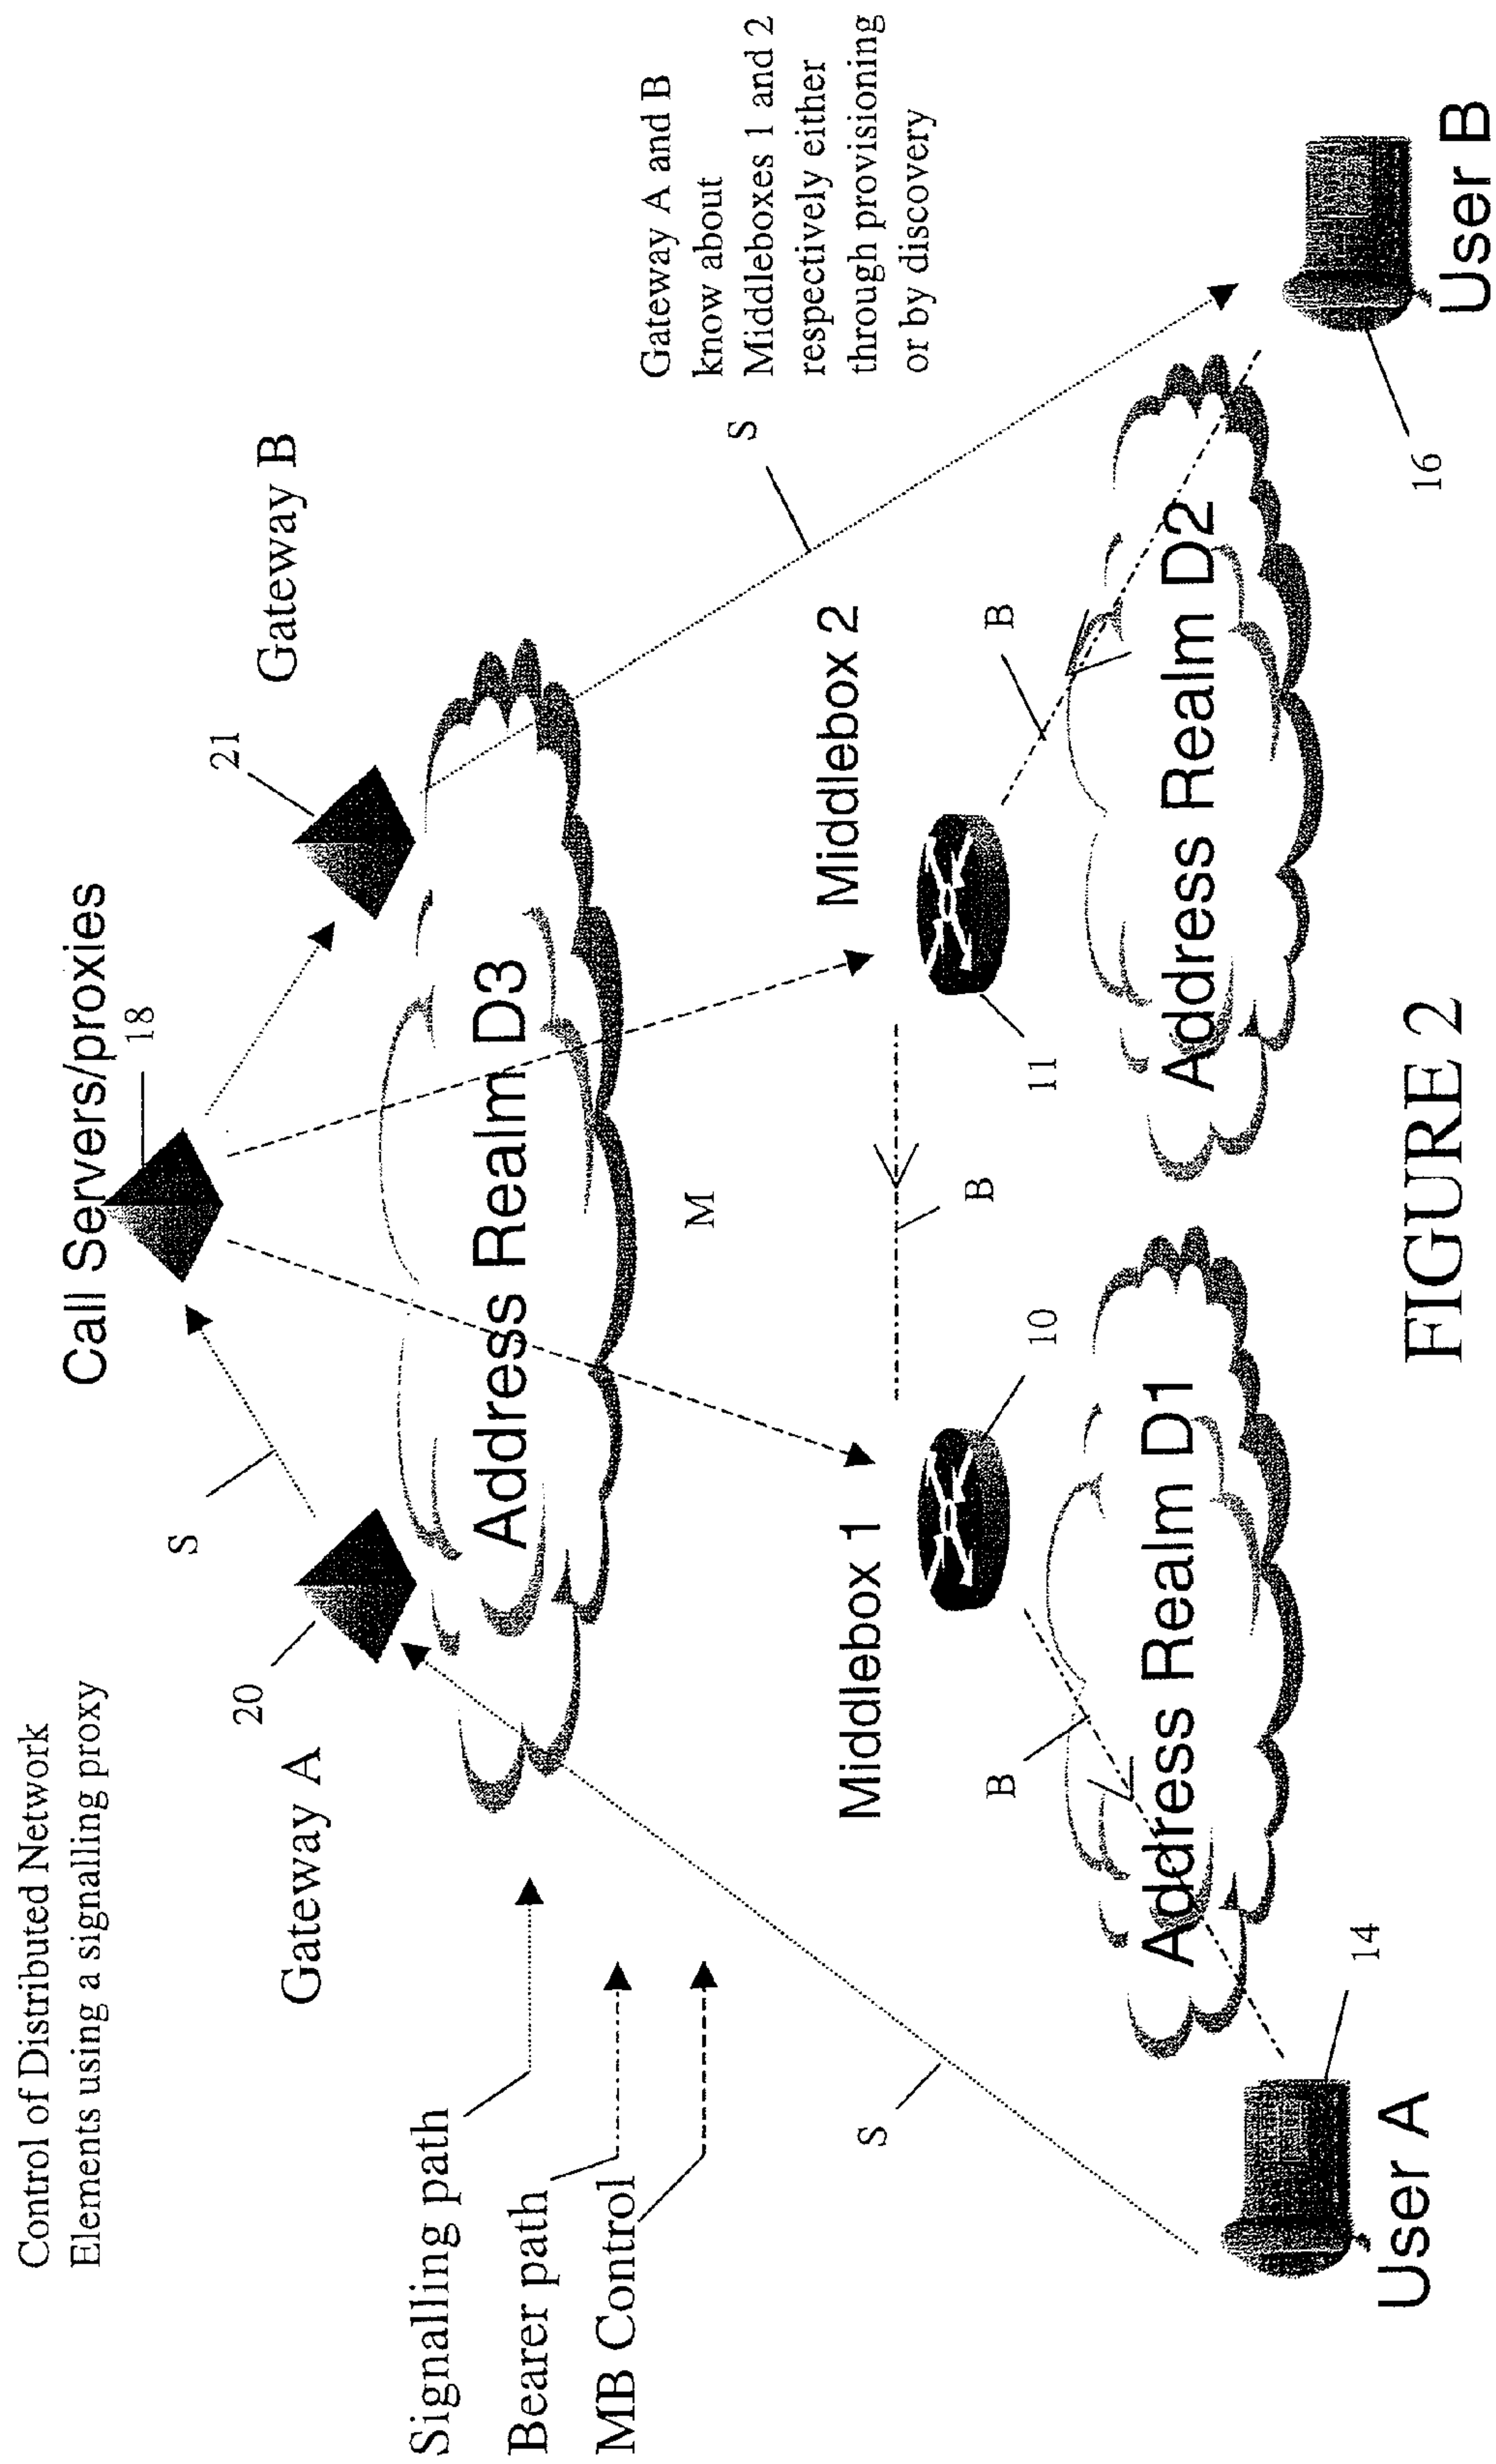 Control of Distributed Network
Elements using a signalling proxy
Call Servers/proxies
18
S
20
21
Gateway A
Gateway B
Signalling path
Bearer path
MB Control
Address Realm D3
Gateway A and B
know about
Middleboxes 1 and 2
respectively either
through provisioning
or by discovery
S
M
S
Middlebox 1
Middlebox 2
B
B
B
10
11
Address Realm D1
Address Realm D2
14
16
User A
User B
FIGURE 2